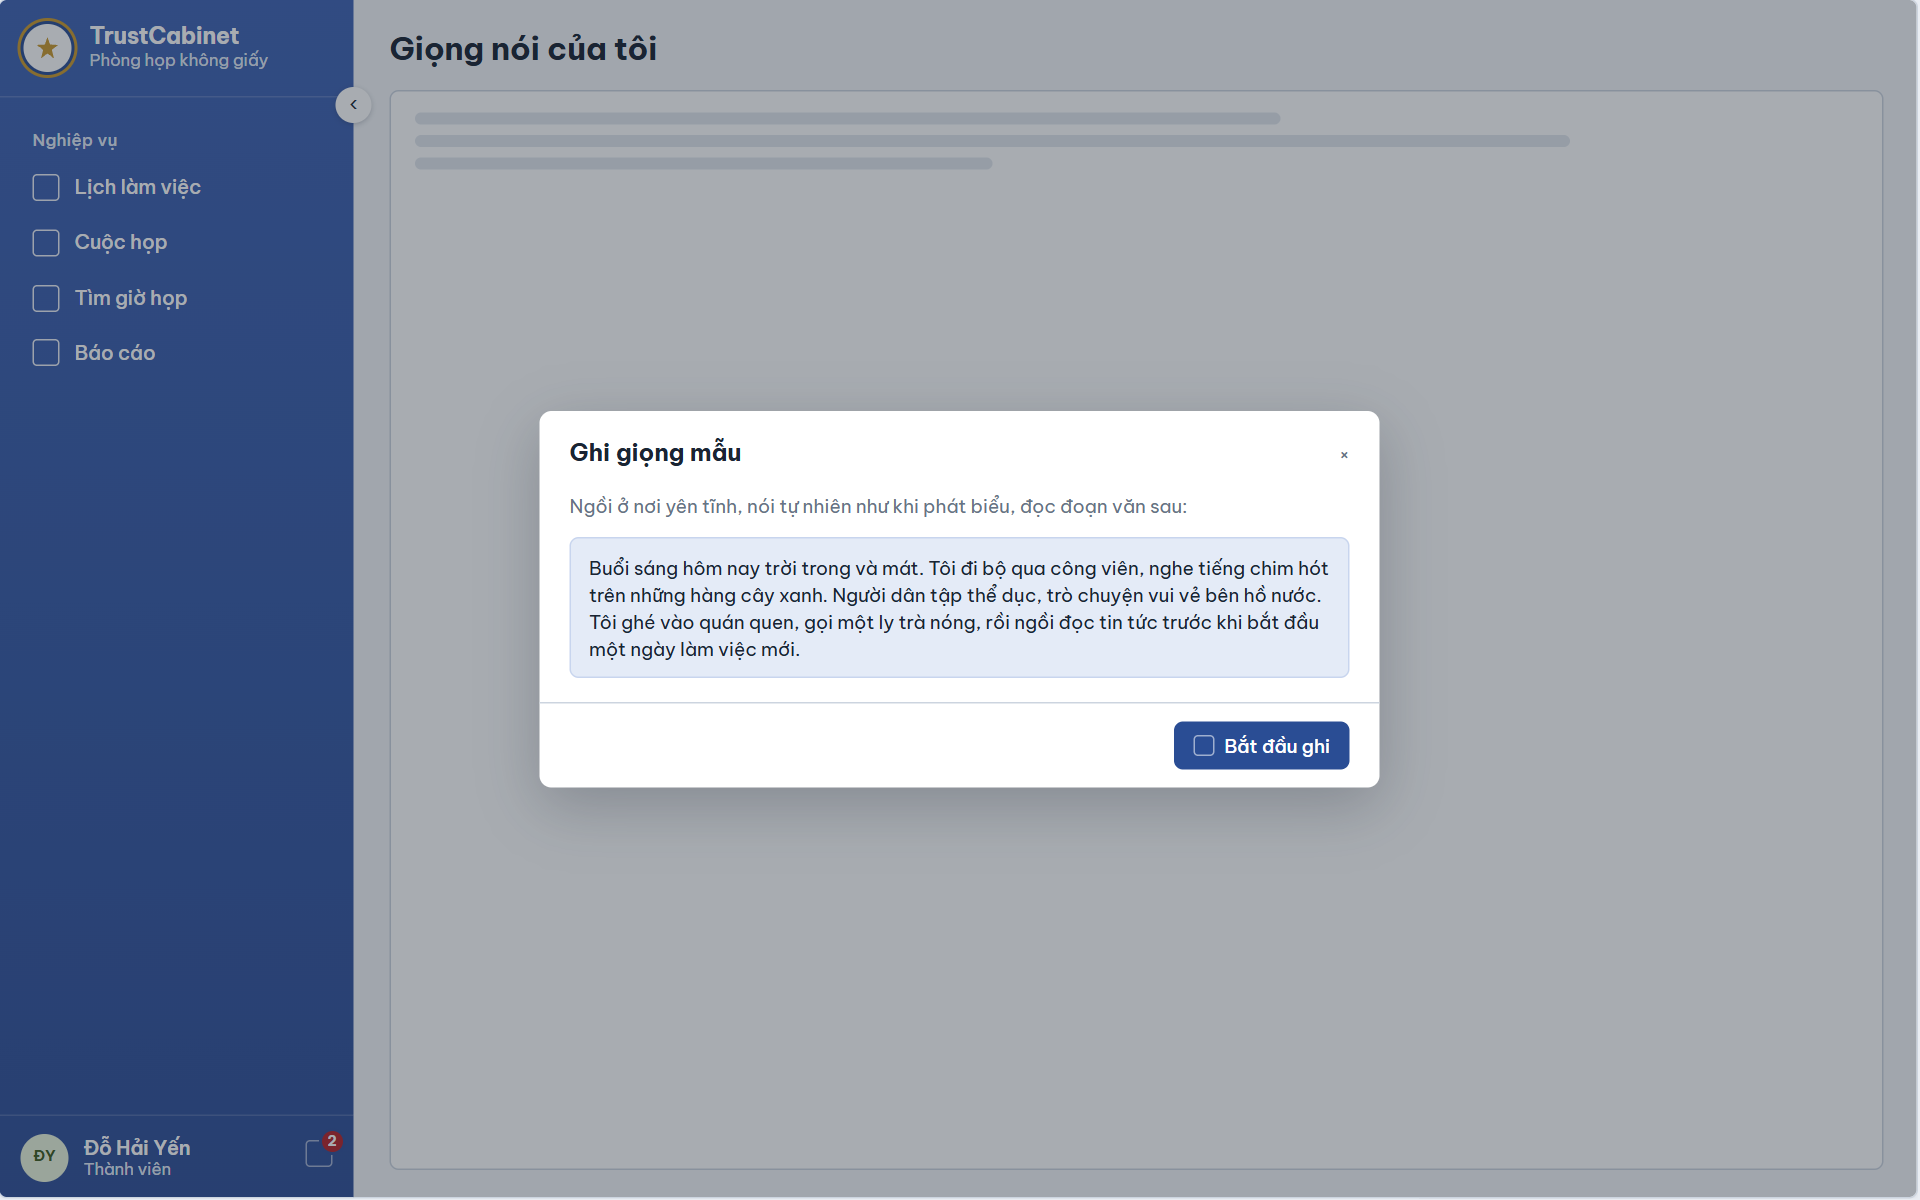 TrustCabinet
Phòng họp không giấy
Nghiệp vụ
Lịch làm việc
Cuộc họp
Tìm giờ họp
Báo cáo
Đỗ Hải Yến
Thành viên
ĐY
2
Giọng nói của tôi
Ghi giọng mẫu
×
Ngồi ở nơi yên tĩnh, nói tự nhiên như khi phát biểu, đọc đoạn văn sau:
Buổi sáng hôm nay trời trong và mát. Tôi đi bộ qua công viên, nghe tiếng chim hót
trên những hàng cây xanh. Người dân tập thể dục, trò chuyện vui vẻ bên hồ nước.
Tôi ghé vào quán quen, gọi một ly trà nóng, rồi ngồi đọc tin tức trước khi bắt đầu
một ngày làm việc mới.
Bắt đầu ghi